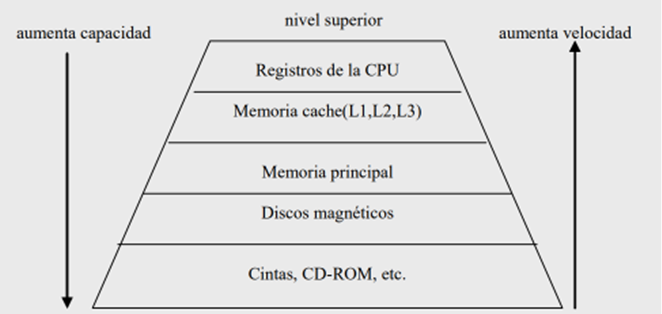 nivel superior
aumenta capacidad
aumenta velocidad
Registros de la CPU
Memoria cache(L1,L2,L3)
Memoria principal
Discos magnéticos
Cintas, CD-ROM, etc.